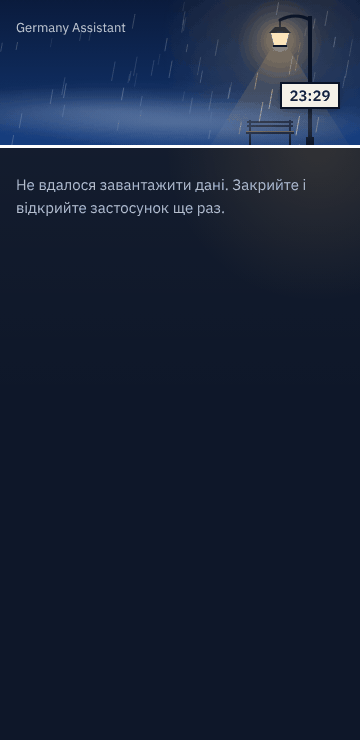 Germany Assistant
23:29
Не вдалося завантажити дані. Закрийте і
відкрийте застосунок ще раз.